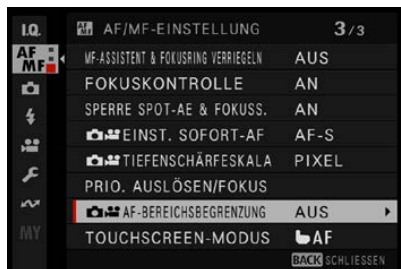 I.Q.
AF/MF-EINSTELLUNG 3/3
AF MF
MF-ASSISTENT & FOKUSRING VERRIEGELN AUS
FOKUSKONTROLLE AN
SPERRE SPOT-AE & FOKUSS. AN
EINST. SOFORT-AF AF-S
TIEFENSCHÄRFESKALA PIXEL
PRIO. AUSLÖSEN/FOKUS
AF-BEREICHSBEGRENZUNG AUS
MY
TOUCHSCREEN-MODUS AF
BACK SCHLIESSEN